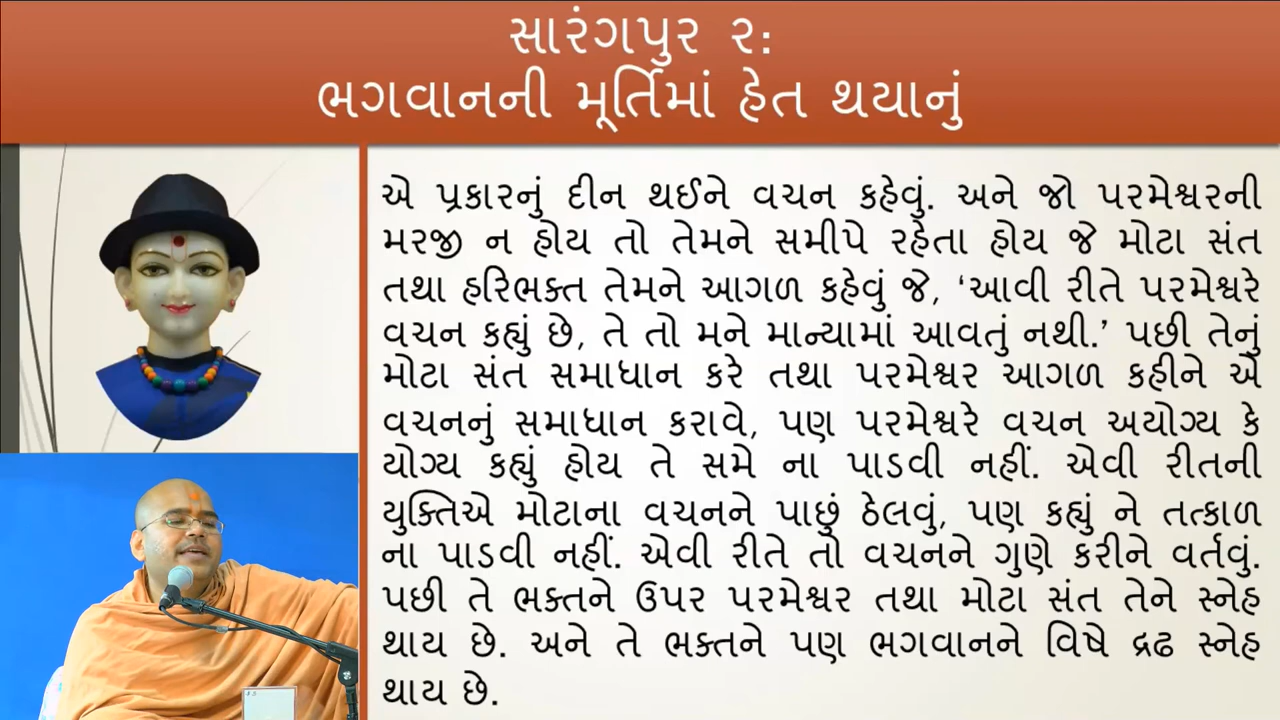 સારંગપુર ૨:
ભગવાનની મૂર્તિમાં હેત થયાનું
એ પ્રકારનું દીન થઈને વચન કહેવું. અને જો પરમેશ્વરની
મરજી ન હોય તો તેમને સમીપે રહેતા હોય જે મોટા સંત
તથા હરિભક્ત તેમને આગળ કહેવું જે, ‘આવી રીતે પરમેશ્વરે
વચન કહ્યું છે, તે તો મને માન્યામાં આવતું નથી.’ પછી તેનું
મોટા સંત સમાધાન કરે તથા પરમેશ્વર આગળ કહીને એ
વચનનું સમાધાન કરાવે, પણ પરમેશ્વરે વચન અયોગ્ય કે
યોગ્ય કહ્યું હોય તે સમે ના પાડવી નહીં. એવી રીતની
યુક્તિએ મોટાના વચનને પાછું ઠેલવું, પણ કહ્યું ને તત્કાળ
ના પાડવી નહીં. એવી રીતે તો વચનને ગુણે કરીને વર્તવું.
પછી તે ભક્તને ઉપર પરમેશ્વર તથા મોટા સંત તેને સ્નેહ
થાય છે. અને તે ભક્તને પણ ભગવાનને વિષે દ્રઢ સ્નેહ
થાય છે.